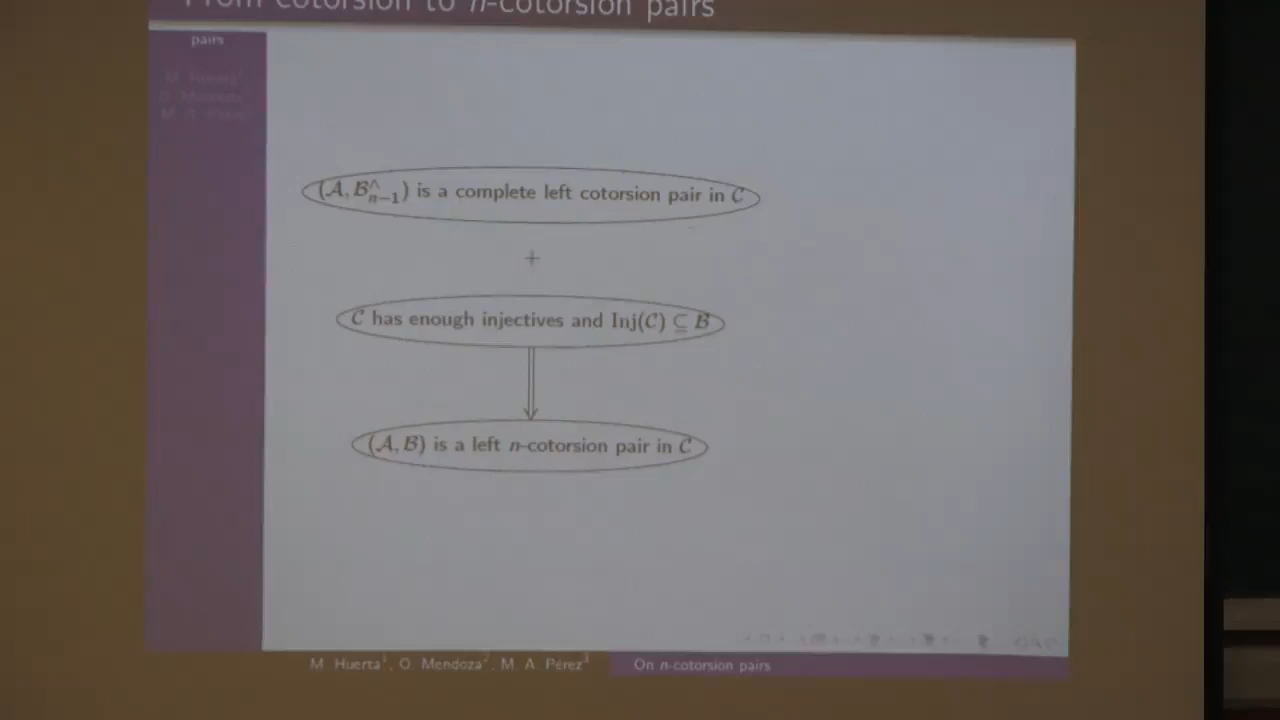 From cotorsion to n-cotorsion pairs
pairs
(𝒜, ℬ^∧_{n−1}) is a complete left cotorsion pair in 𝒞
+
𝒞 has enough injectives and Inj(𝒞) ⊆ ℬ
(𝒜, ℬ) is a left n-cotorsion pair in 𝒞
M. Huerta¹, O. Mendoza², M. A. Pérez³
On n-cotorsion pairs